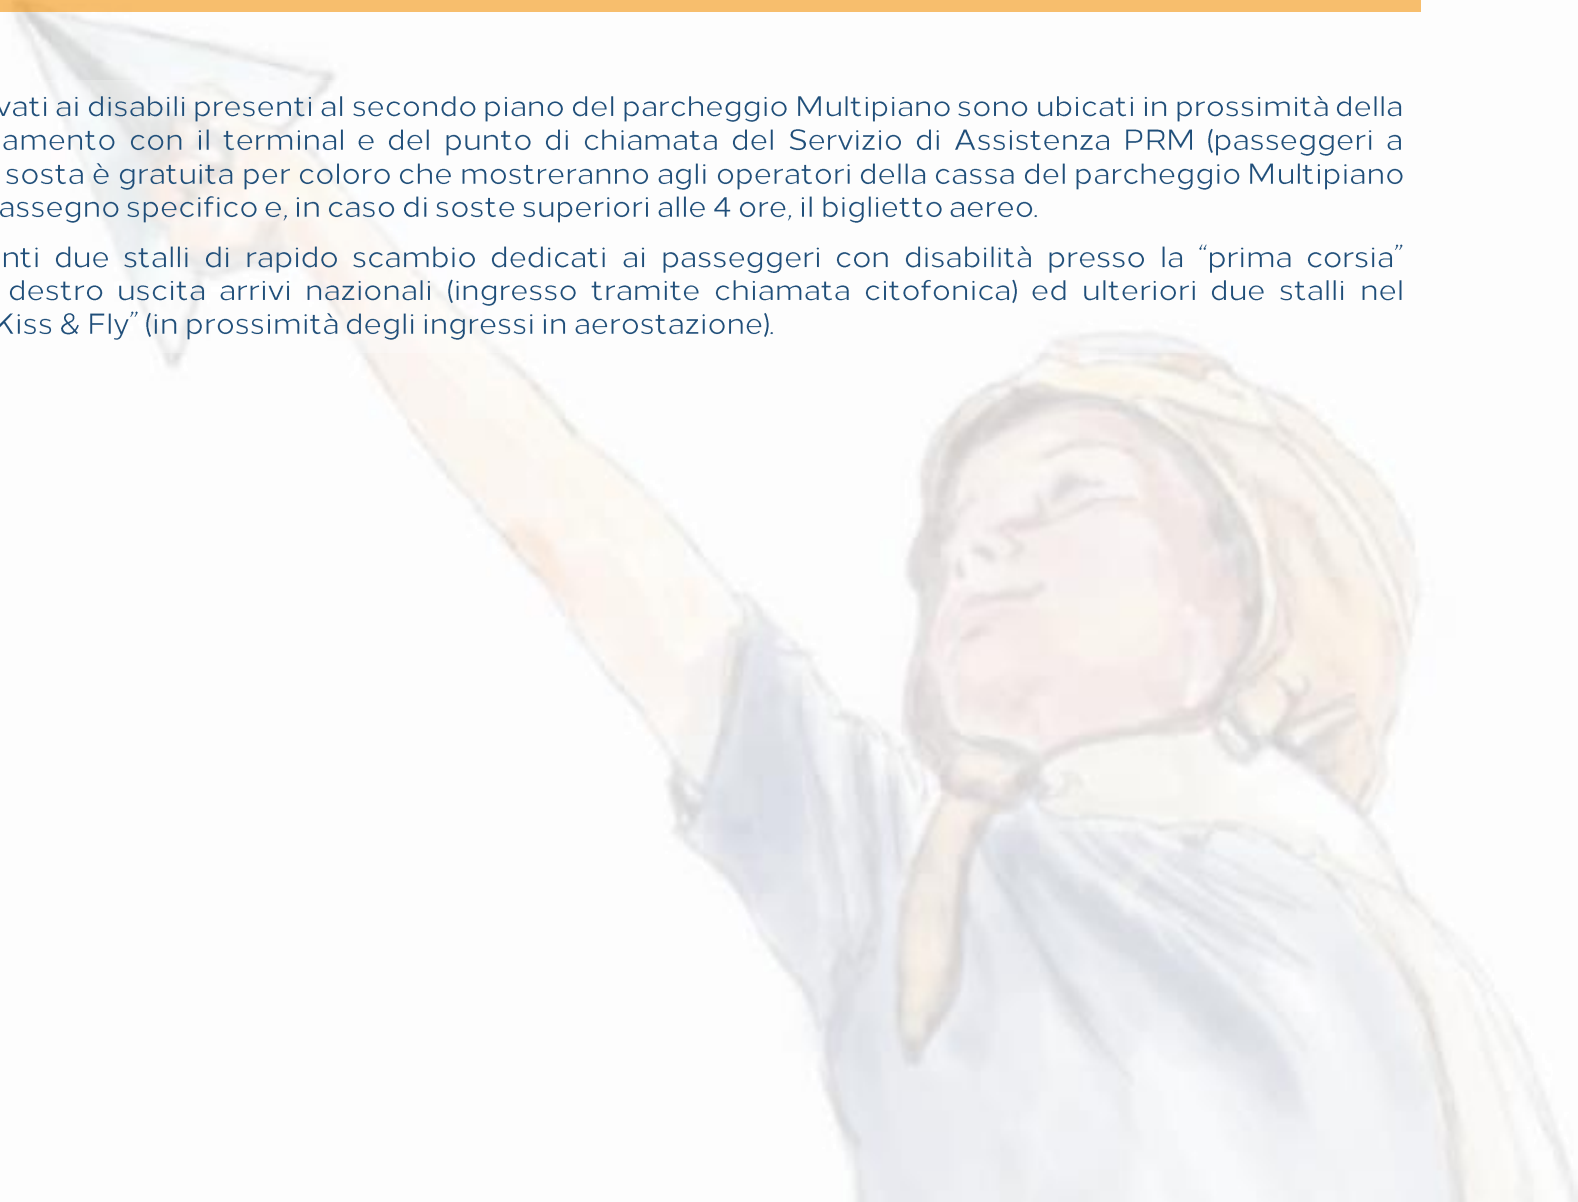 vati ai disabili presenti al secondo piano del parcheggio Multipiano sono ubicati in prossimità della
amento con il terminal e del punto di chiamata del Servizio di Assistenza PRM (passeggeri a
sosta è gratuita per coloro che mostreranno agli operatori della cassa del parcheggio Multipiano
assegno specifico e, in caso di soste superiori alle 4 ore, il biglietto aereo.
nti due stalli di rapido scambio dedicati ai passeggeri con disabilità presso la “prima corsia”
destro uscita arrivi nazionali (ingresso tramite chiamata citofonica) ed ulteriori due stalli nel
Kiss & Fly” (in prossimità degli ingressi in aerostazione).